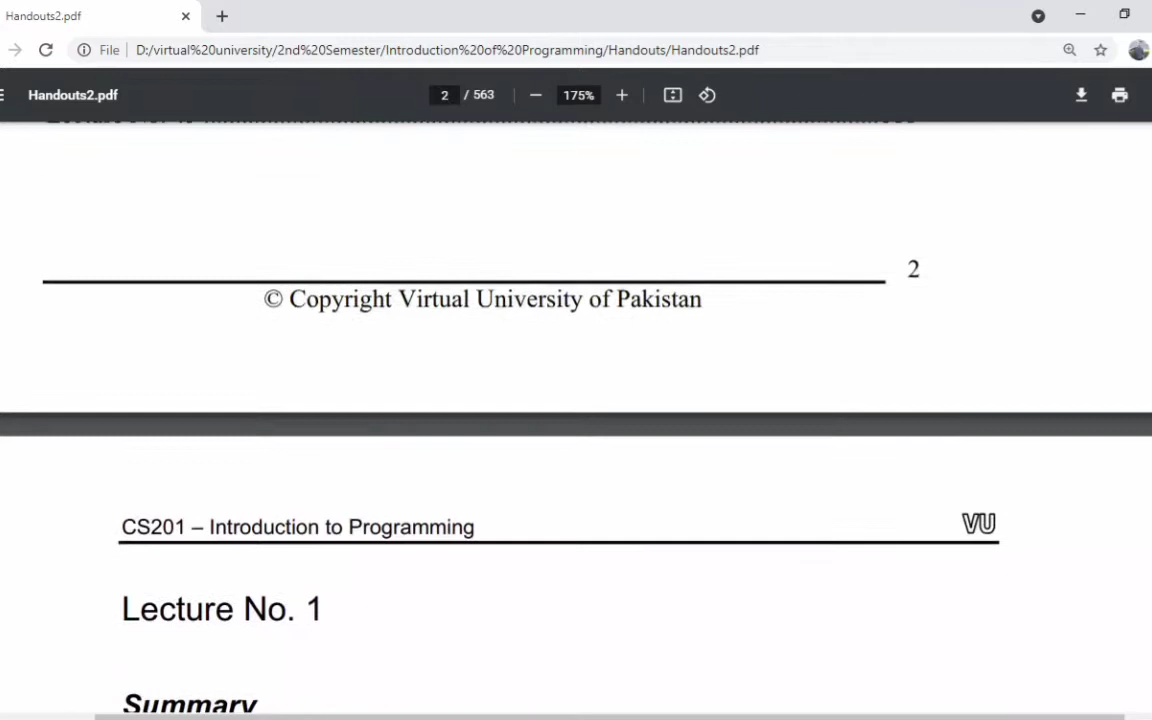 Handouts2.pdf
File D:/virtual%20university/2nd%20Semester/Introduction%20of%20Programming/Handouts/Handouts2.pdf
Handouts2.pdf 2 / 563 175%
2
© Copyright Virtual University of Pakistan
CS201 – Introduction to Programming VU
Lecture No. 1
Summary